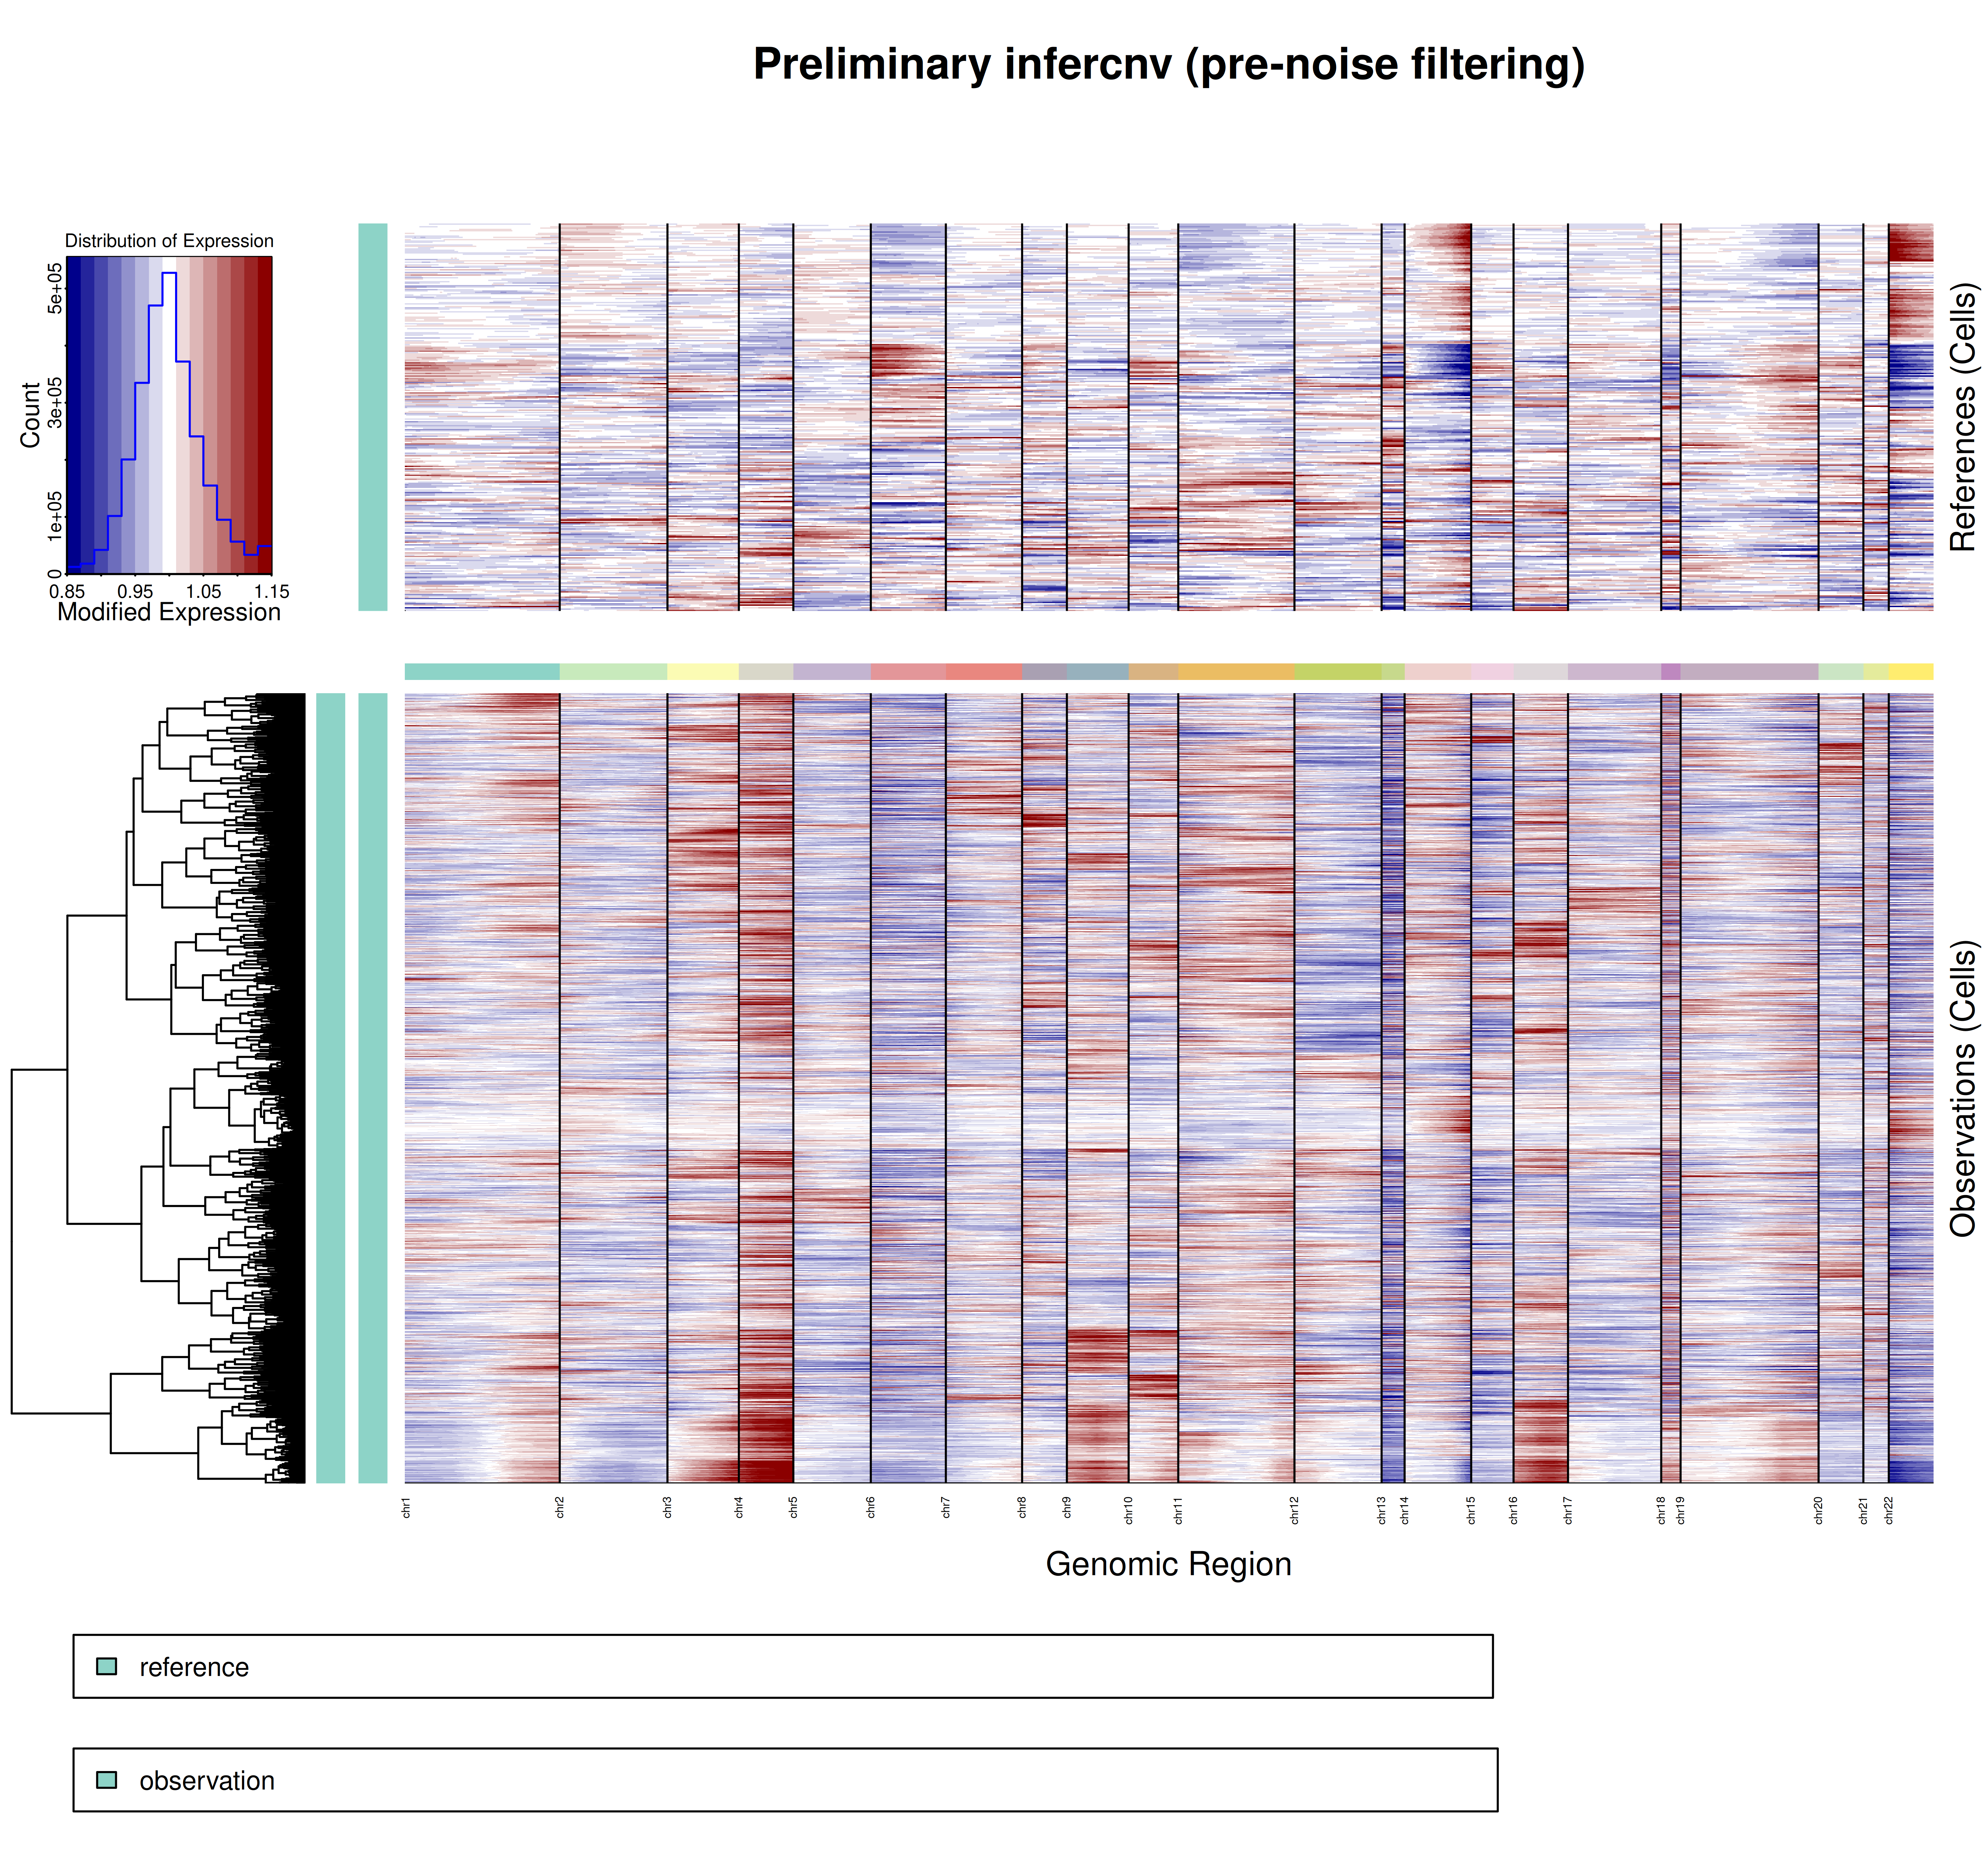 Preliminary infercnv (pre-noise filtering)
Distribution of Expression
Count
0 1e+05 3e+05 5e+05
0.85 0.95 1.05 1.15
Modified Expression
References (Cells)
Observations (Cells)
chr1 chr2 chr3 chr4 chr5 chr6 chr7 chr8 chr9 chr10 chr11 chr12 chr13 chr14 chr15 chr16 chr17 chr18 chr19 chr20 chr21 chr22
Genomic Region
reference
observation